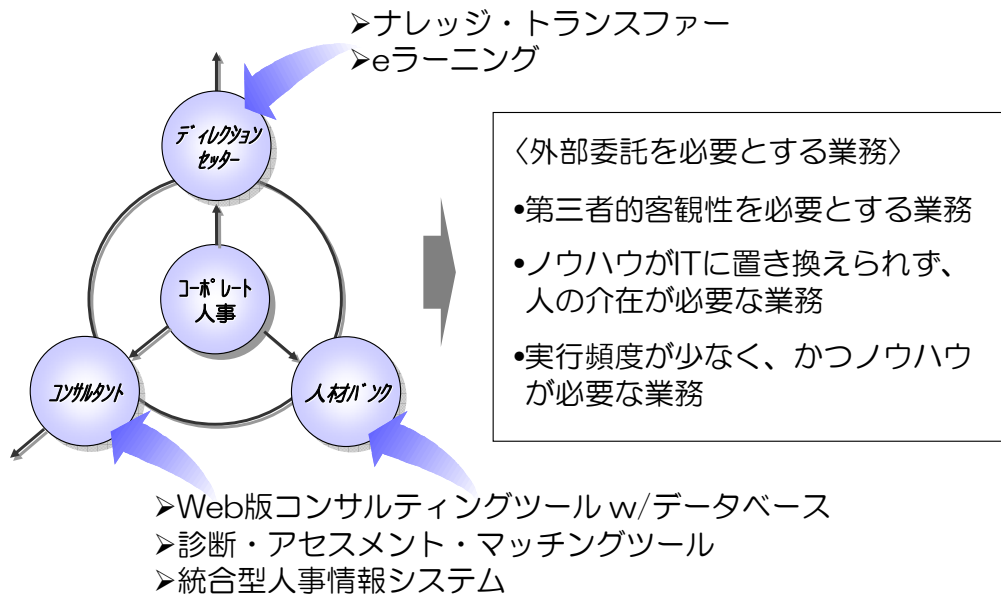 ➢ナレッジ・トランスファー
➢eラーニング
ﾃﾞｨﾚｸｼｮﾝ
ｾｯﾀｰ
ｺｰﾎﾟﾚｰﾄ
人事
ｺﾝｻﾙﾀﾝﾄ
人材ﾊﾞﾝｸ
〈外部委託を必要とする業務〉
•第三者的客観性を必要とする業務
•ノウハウがITに置き換えられず、
人の介在が必要な業務
•実行頻度が少なく、かつノウハウ
が必要な業務
➢Web版コンサルティングツール w/データベース
➢診断・アセスメント・マッチングツール
➢統合型人事情報システム